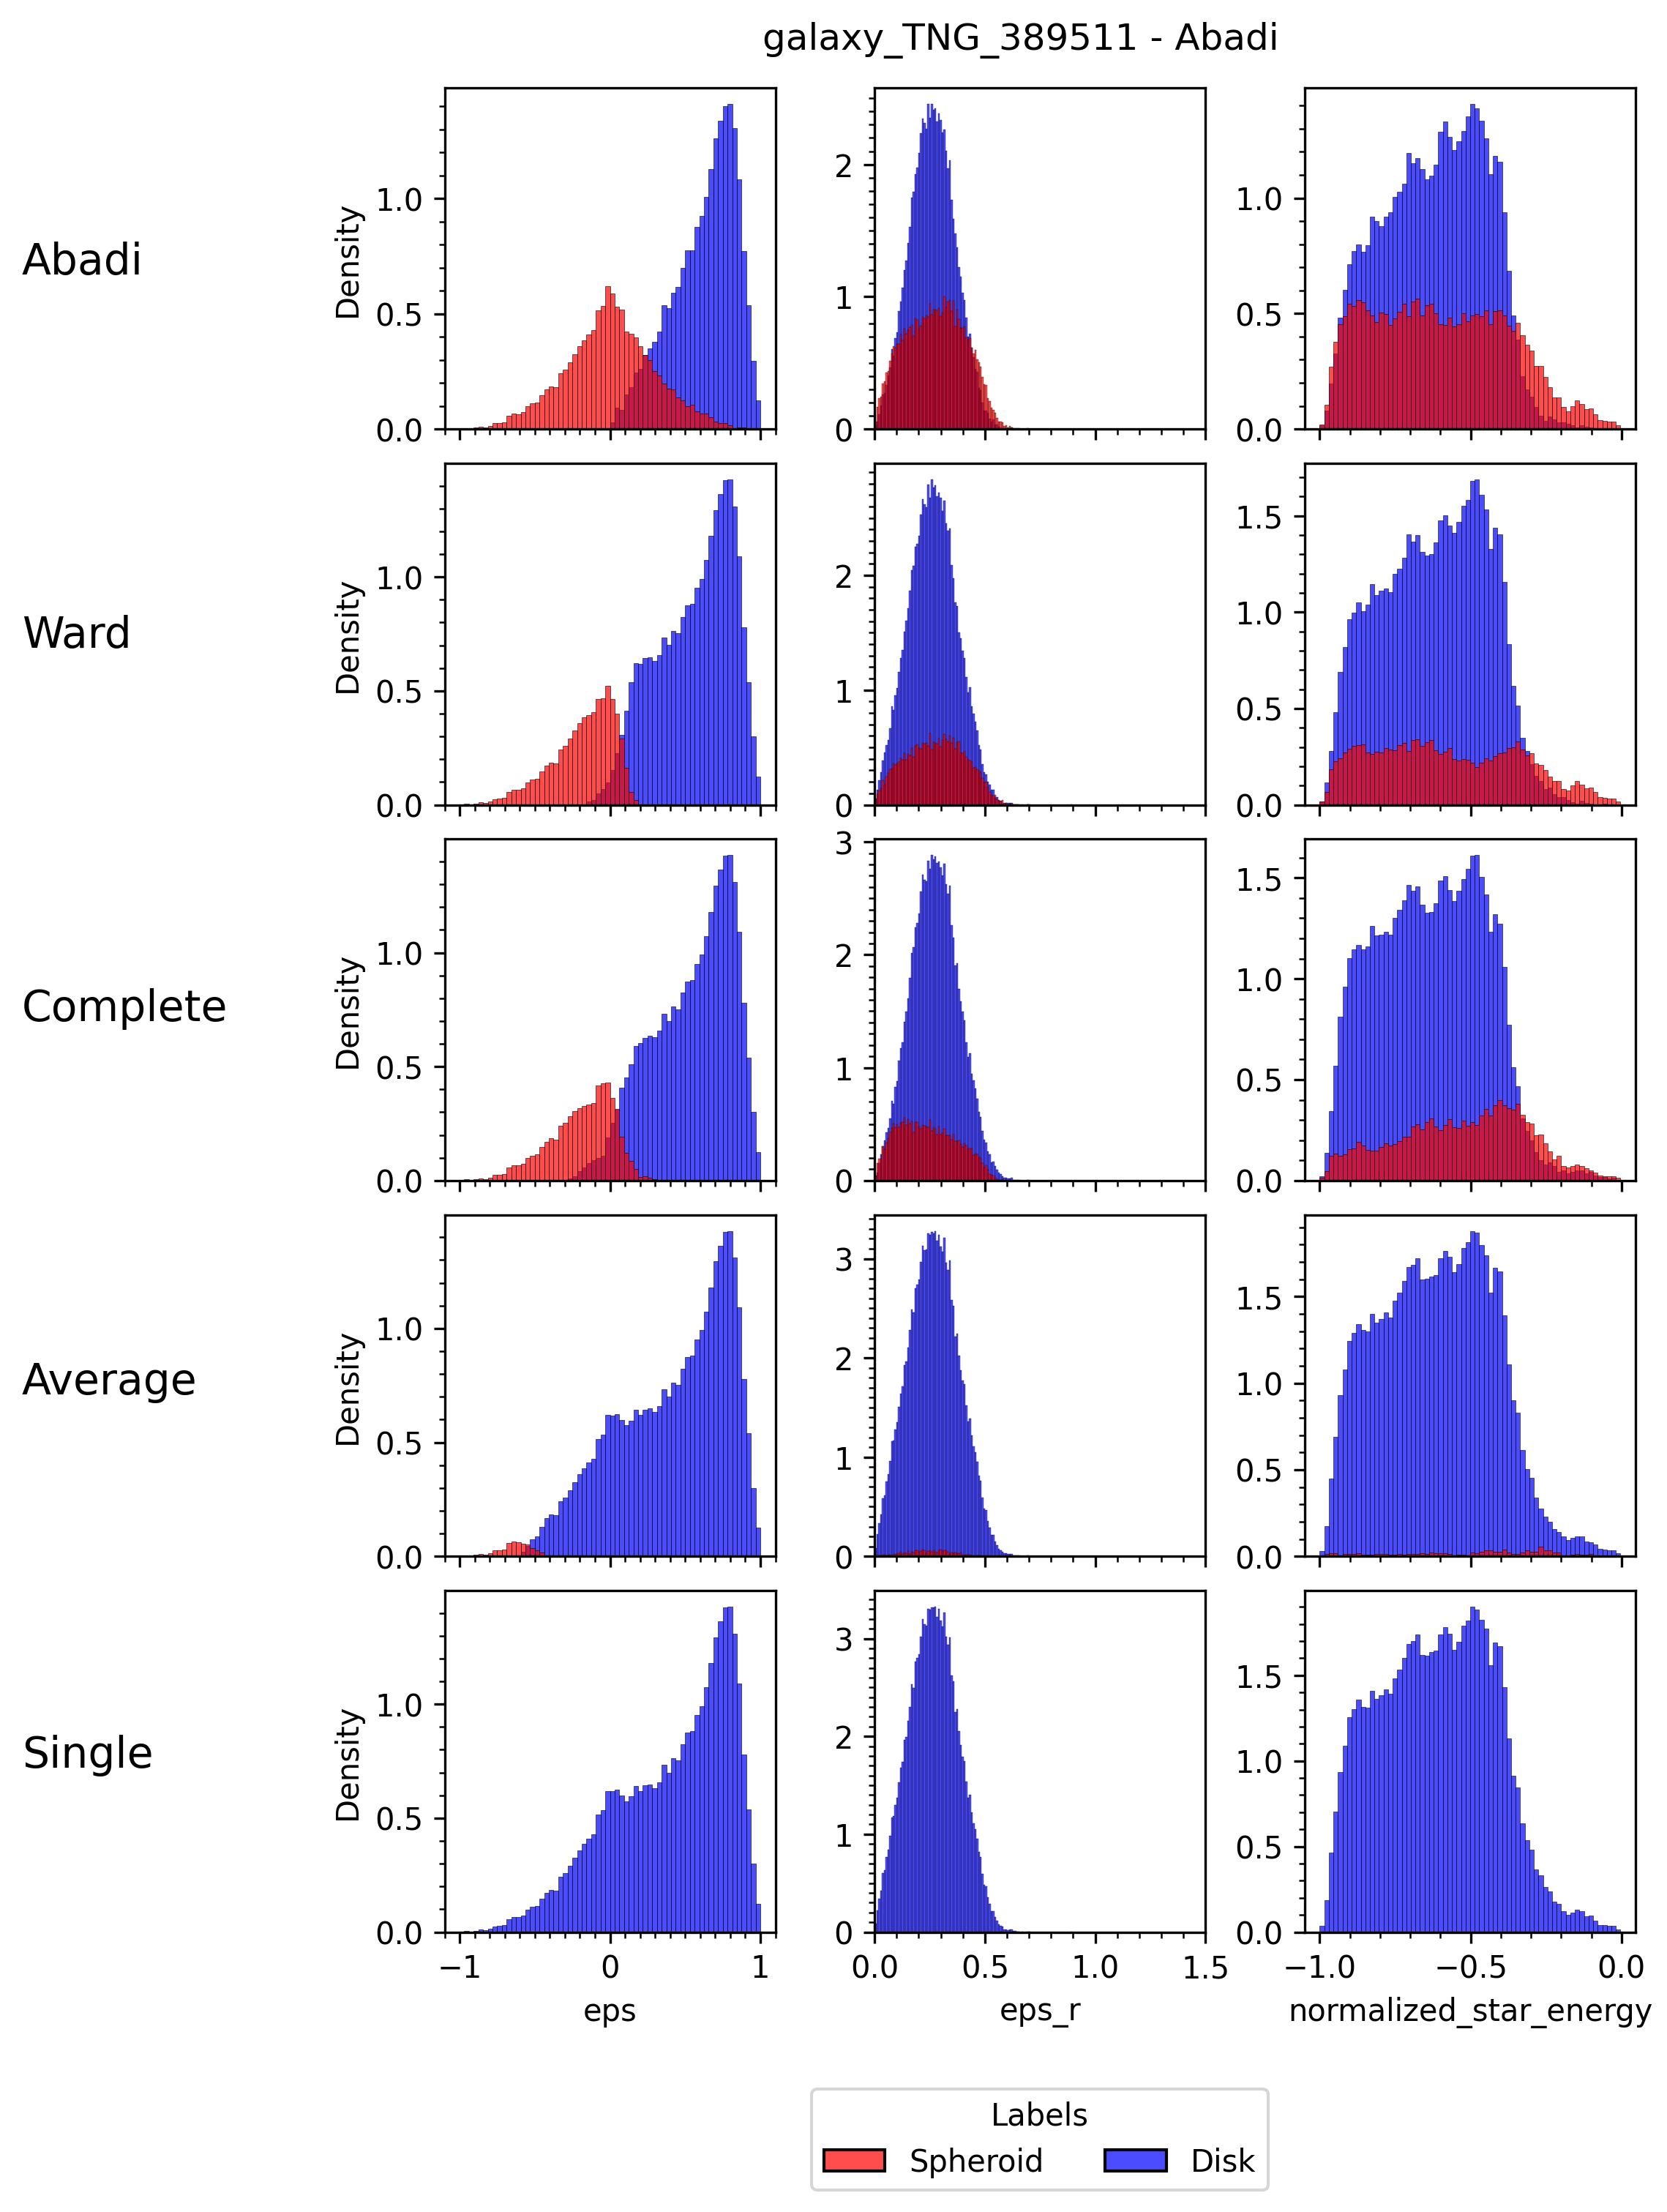 galaxy_TNG_389511 - Abadi
Abadi
Density
1.0
0.5
0.0
2
1
0
1.0
0.5
0.0
Ward
Density
1.0
0.5
0.0
2
1
0
1.5
1.0
0.5
0.0
Complete
Density
1.0
0.5
0.0
3
2
1
0
1.5
1.0
0.5
0.0
Average
Density
1.0
0.5
0.0
3
2
1
0
1.5
1.0
0.5
0.0
Single
Density
1.0
0.5
0.0
3
2
1
0
1.5
1.0
0.5
0.0
−1 0 1
0.0 0.5 1.0 1.5
−1.0 −0.5 0.0
eps
eps_r
normalized_star_energy
Labels
Spheroid Disk